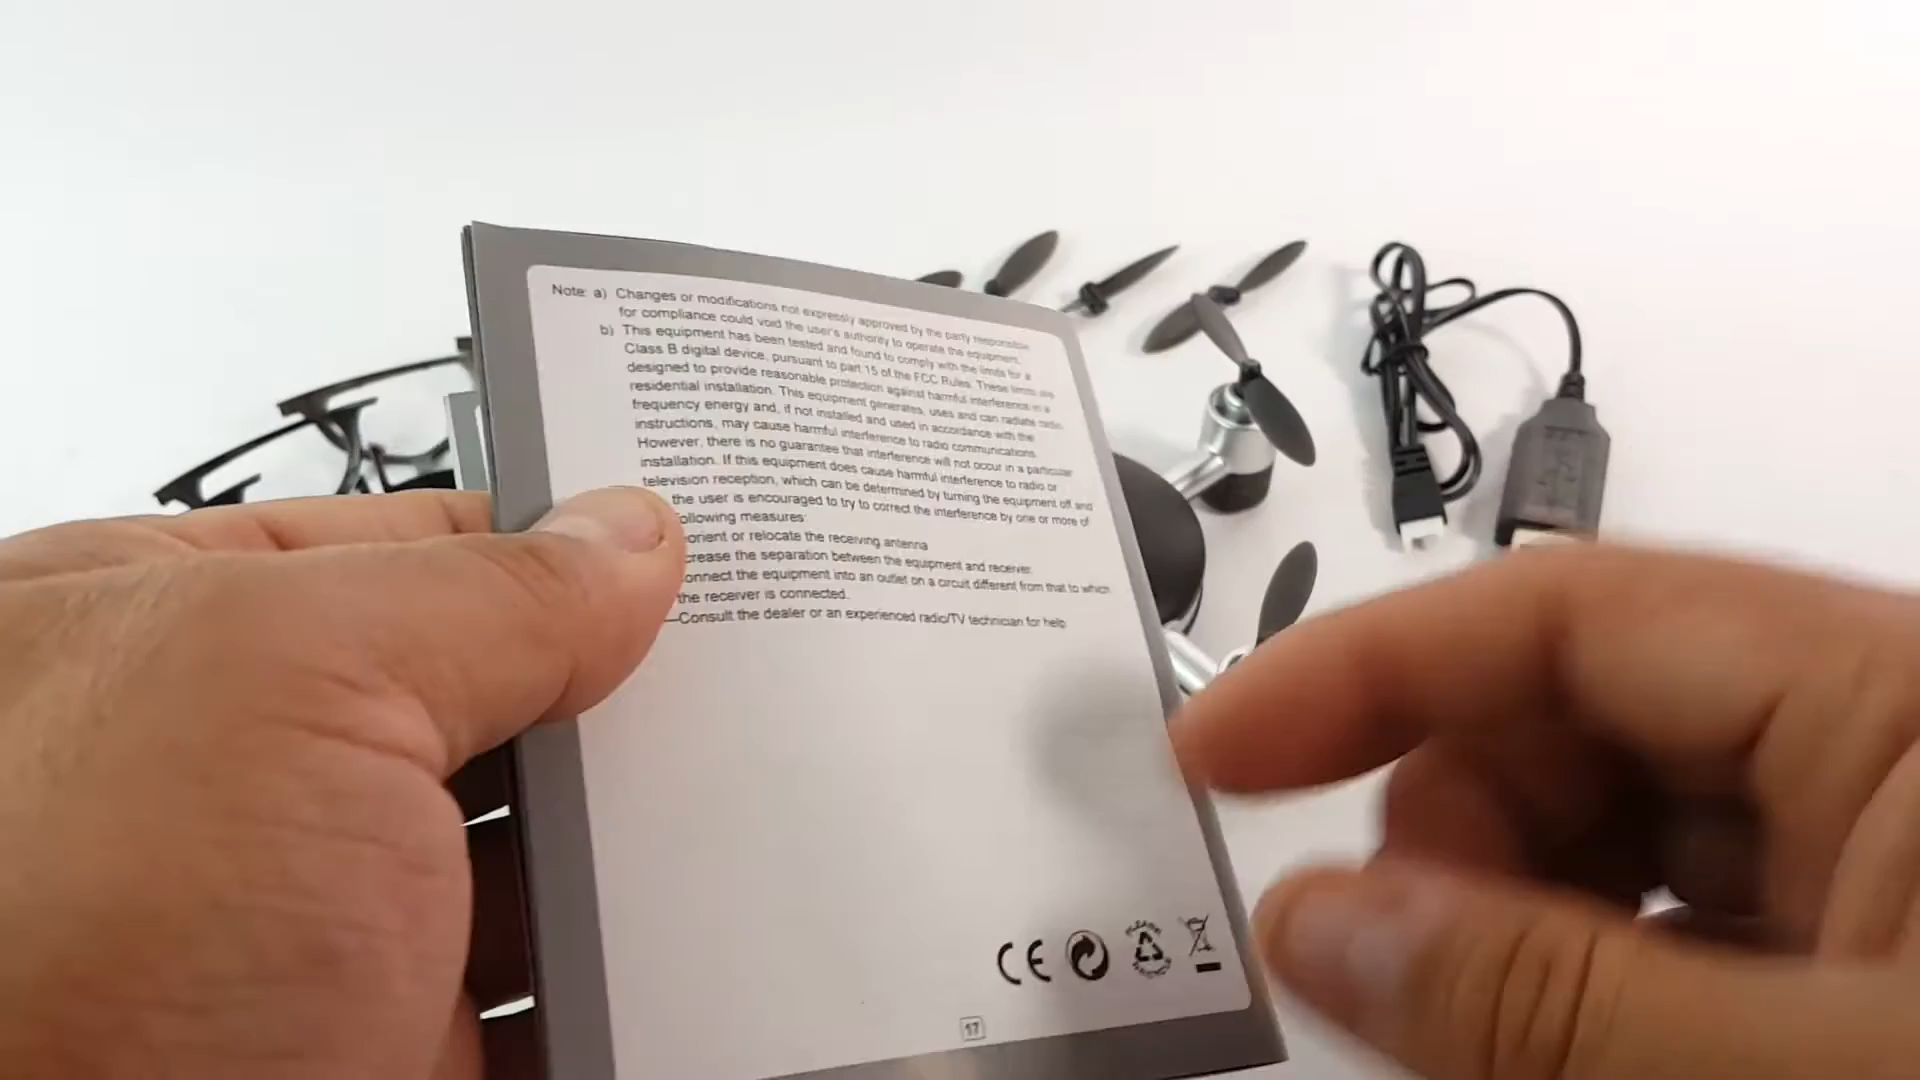 Note: a) Changes or modifications not expressly approved by the party responsible
for compliance could void the user's authority to operate the equipment.
b) This equipment has been tested and found to comply with the limits for a
Class B digital device, pursuant to part 15 of the FCC Rules. These limits are
designed to provide reasonable protection against harmful interference in a
residential installation. This equipment generates, uses and can radiate radio
frequency energy and, if not installed and used in accordance with the
instructions, may cause harmful interference to radio communications.
However, there is no guarantee that interference will not occur in a particular
installation. If this equipment does cause harmful interference to radio or
television reception, which can be determined by turning the equipment off and
the user is encouraged to try to correct the interference by one or more of
following measures:
orient or relocate the receiving antenna
crease the separation between the equipment and receiver.
onnect the equipment into an outlet on a circuit different from that to which
the receiver is connected.
—Consult the dealer or an experienced radio/TV technician for help
CE
17